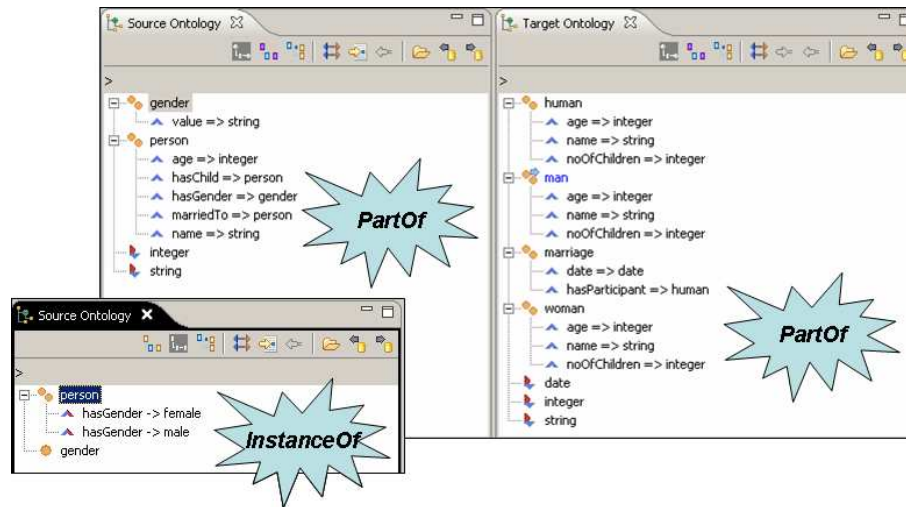 Source Ontology
>
gender
value => string
person
age => integer
hasChild => person
hasGender => gender
marriedTo => person
name => string
integer
string
PartOf
Target Ontology
>
human
age => integer
name => string
noOfChildren => integer
man
age => integer
name => string
noOfChildren => integer
marriage
date => date
hasParticipant => human
woman
age => integer
name => string
noOfChildren => integer
date
integer
string
PartOf
Source Ontology
>
person
hasGender -> female
hasGender -> male
gender
InstanceOf